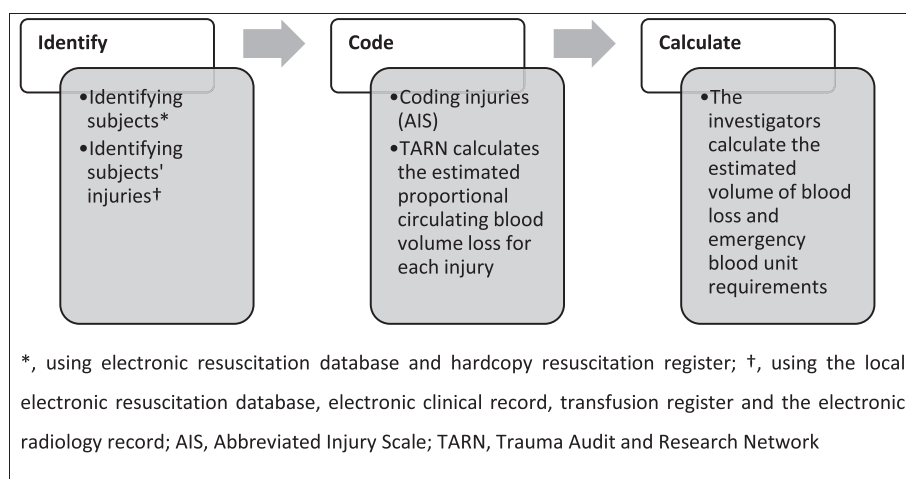 Identify
•Identifying
subjects*
•Identifying
subjects'
injuries†
Code
•Coding injuries
(AIS)
•TARN calculates
the estimated
proportional
circulating blood
volume loss for
each injury
Calculate
•The
investigators
calculate the
estimated
volume of blood
loss and
emergency
blood unit
requirements
*, using electronic resuscitation database and hardcopy resuscitation register; †, using the local
electronic resuscitation database, electronic clinical record, transfusion register and the electronic
radiology record; AIS, Abbreviated Injury Scale; TARN, Trauma Audit and Research Network